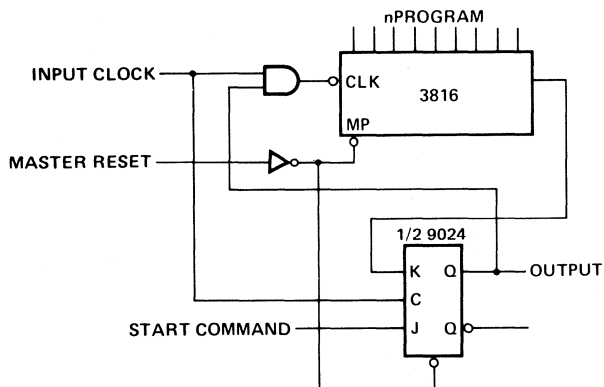 nPROGRAM
INPUT CLOCK
CLK
3816
MP
MASTER RESET
1/2 9024
K Q
OUTPUT
C
START COMMAND
J Q